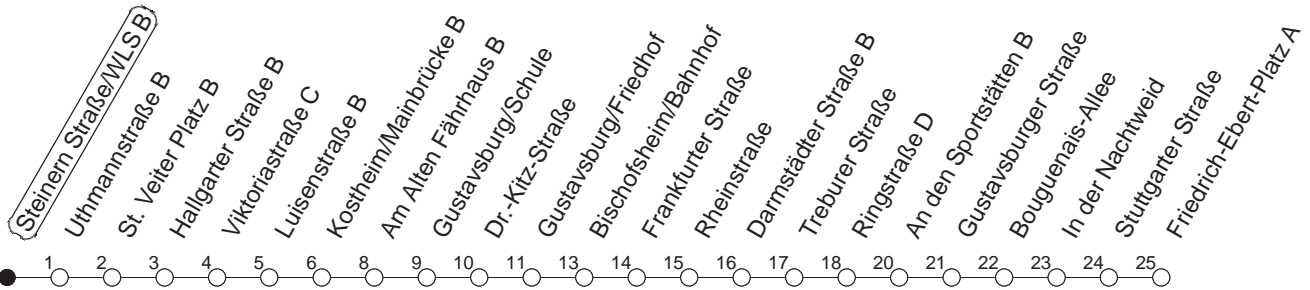 Steinern Straße/WLS B
Uthmannstraße B
St. Veiter Platz B
Hallgarter Straße B
Viktoriastraße C
Luisenstraße B
Kostheim/Mainbrücke B
Am Alten Fährhaus B
Gustavsburg/Schule
Dr.-Kitz-Straße
Gustavsburg/Friedhof
Bischofsheim/Bahnhof
Frankfurter Straße
Rheinstraße
Darmstädter Straße B
Treburer Straße
Ringstraße D
An den Sportstätten B
Gustavsburger Straße
Bouguenais-Allee
In der Nachtweid
Stuttgarter Straße
Friedrich-Ebert-Platz A
1 2 3 4 5 6 8 9 10 11 13 14 15 16 17 18 20 21 22 23 24 25